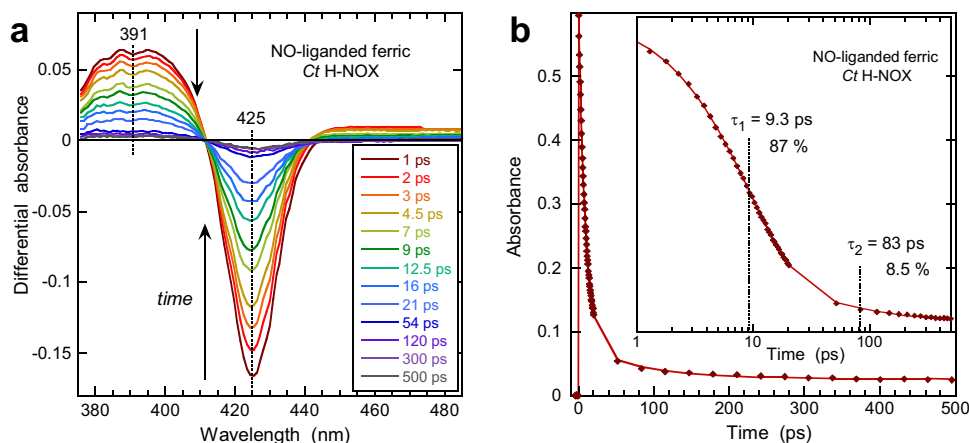 a
391
NO-liganded ferric
Ct H-NOX
425
0.05
0
-0.05
-0.1
-0.15
Differential absorbance
time
1 ps
2 ps
3 ps
4.5 ps
7 ps
9 ps
12.5 ps
16 ps
21 ps
54 ps
120 ps
300 ps
500 ps
380 400 420 440 460 480
Wavelength (nm)
b
NO-liganded ferric
Ct H-NOX
τ1 = 9.3 ps
87 %
τ2 = 83 ps
8.5 %
1 10 100
Time (ps)
0.5
0.4
0.3
0.2
0.1
0
Absorbance
0 100 200 300 400 500
Time (ps)